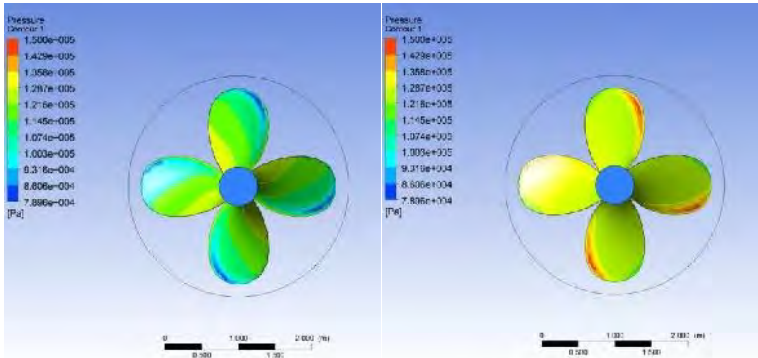 Pressure
Contour 1
1.500e+005
1.429e+005
1.358e+005
1.287e+005
1.216e+005
1.145e+005
1.074e+005
1.003e+005
9.316e+004
8.606e+004
7.896e+004
[Pa]
0 1.000 2.000 (m)
0.500 1.500
Pressure
Contour 1
1.500e+005
1.429e+005
1.358e+005
1.287e+005
1.216e+005
1.145e+005
1.074e+005
1.003e+005
9.316e+004
8.606e+004
7.896e+004
[Pa]
0 1.000 2.000 (m)
0.500 1.500